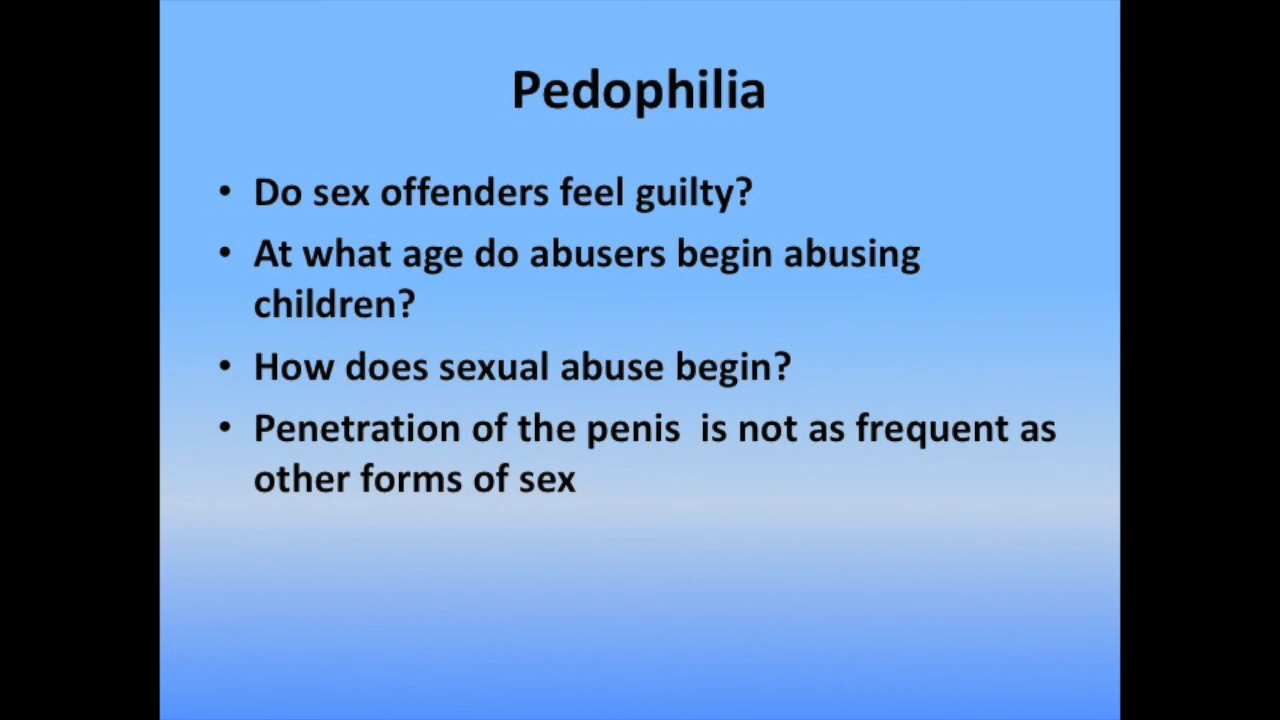 Pedophilia
• Do sex offenders feel guilty?
• At what age do abusers begin abusing
children?
• How does sexual abuse begin?
• Penetration of the penis  is not as frequent as
other forms of sex